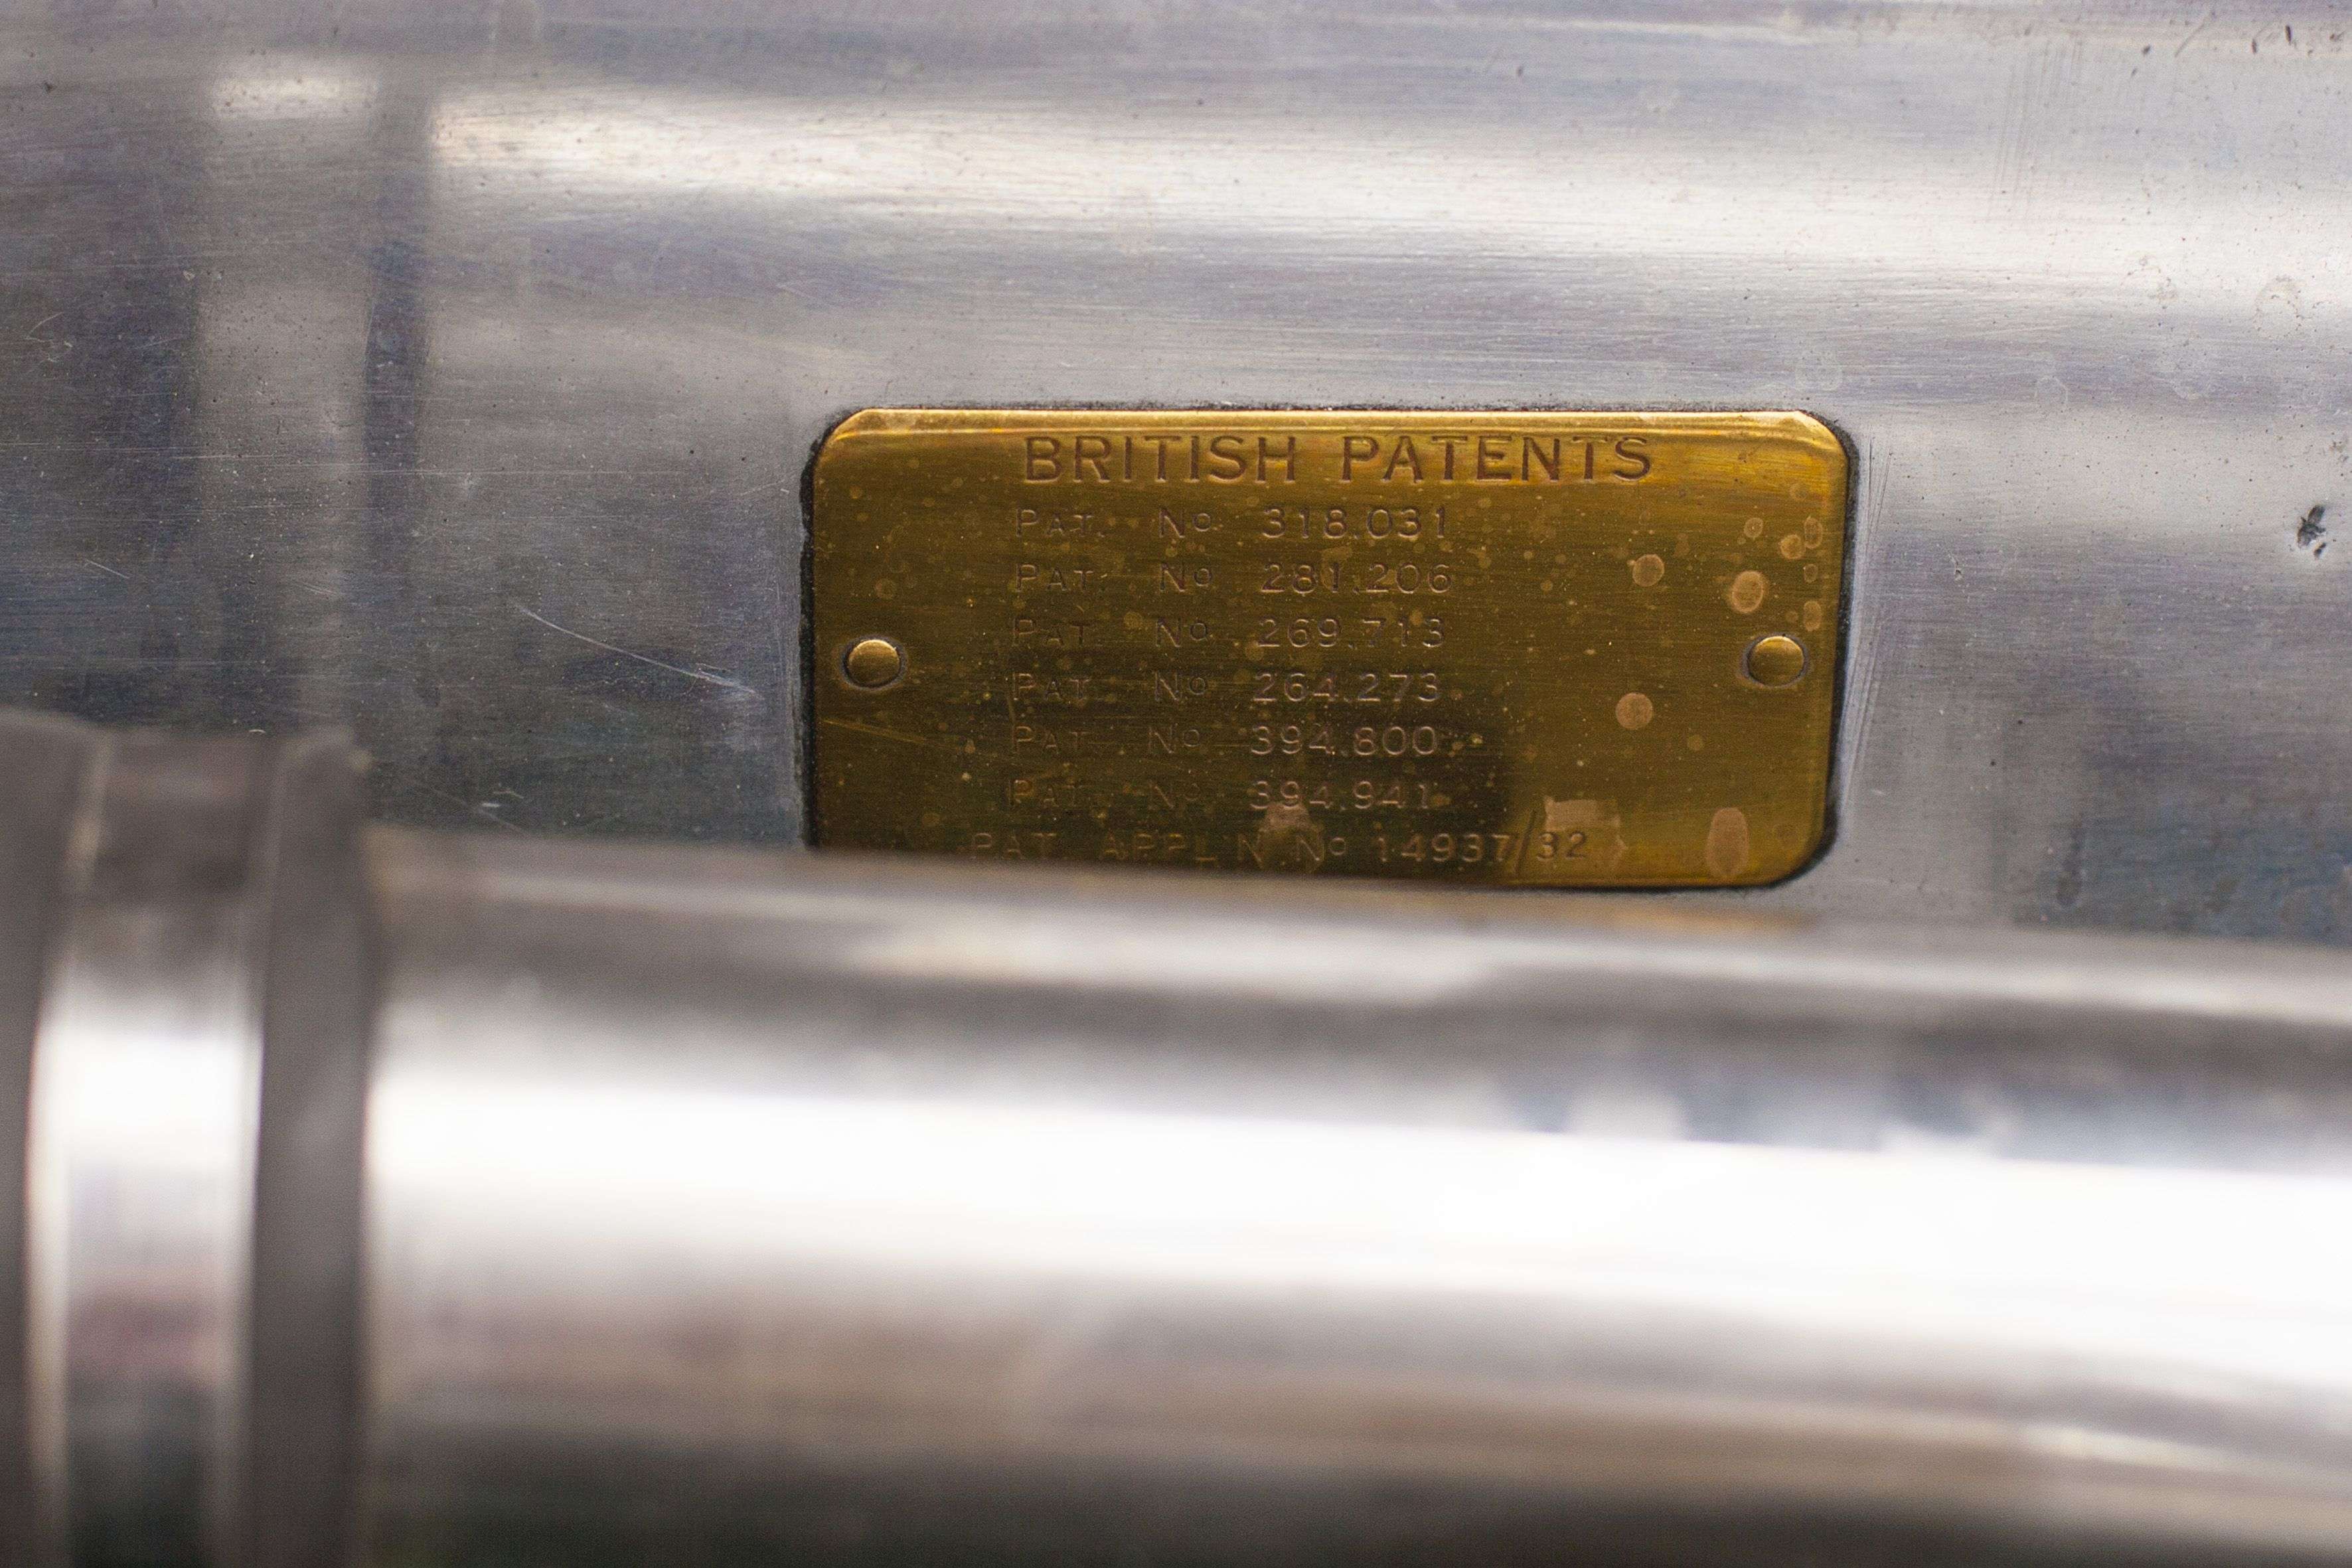 BRITISH PATENTS
PAT. No 318.031
PAT. No 281.206
PAT. No 269.713
PAT. No 264.273
PAT. No 394.800
PAT. No 394.941
PAT. APPL'N No 14937/32